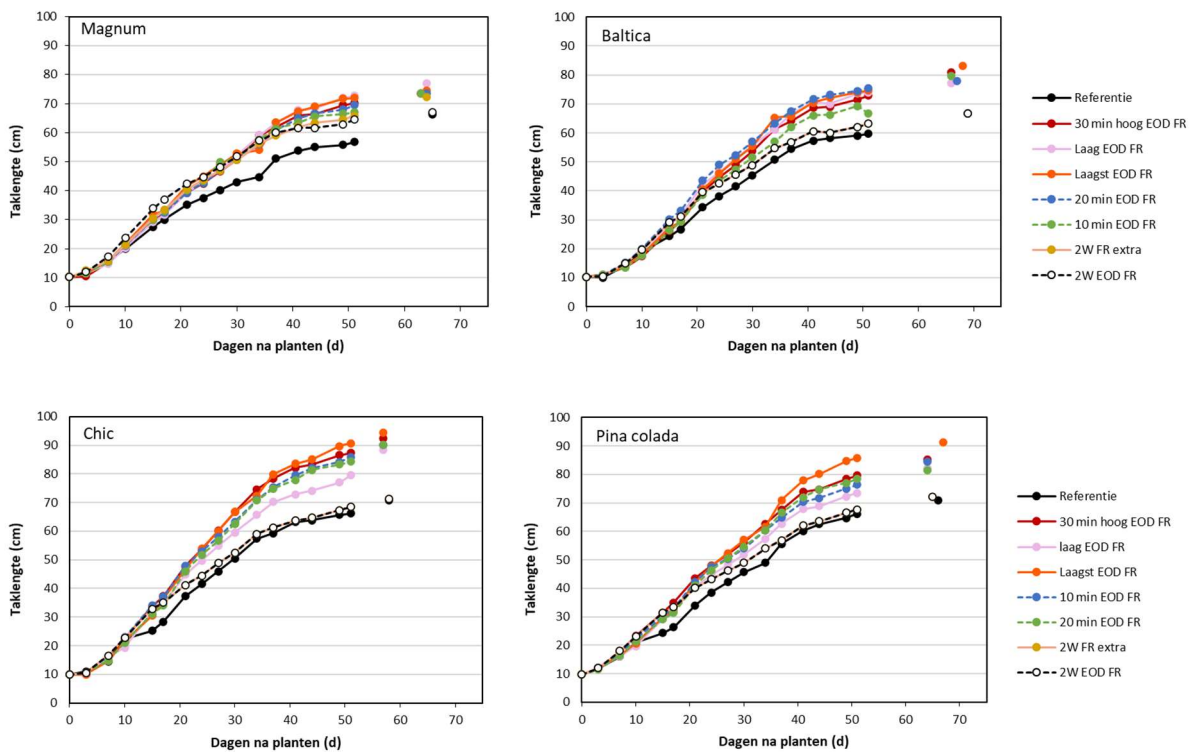 Magnum
Taklengte (cm)
100
90
80
70
60
50
40
30
20
10
0
0 10 20 30 40 50 60 70
Dagen na planten (d)
Baltica
Taklengte (cm)
100
90
80
70
60
50
40
30
20
10
0
0 10 20 30 40 50 60 70
Dagen na planten (d)
Referentie
30 min hoog EOD FR
Laag EOD FR
Laagst EOD FR
20 min EOD FR
10 min EOD FR
2W FR extra
2W EOD FR
Chic
Taklengte (cm)
100
90
80
70
60
50
40
30
20
10
0
0 10 20 30 40 50 60 70
Dagen na planten (d)
Pina colada
Taklengte (cm)
100
90
80
70
60
50
40
30
20
10
0
0 10 20 30 40 50 60 70
Dagen na planten (d)
Referentie
30 min hoog EOD FR
laag EOD FR
Laagst EOD FR
10 min EOD FR
20 min EOD FR
2W FR extra
2W EOD FR